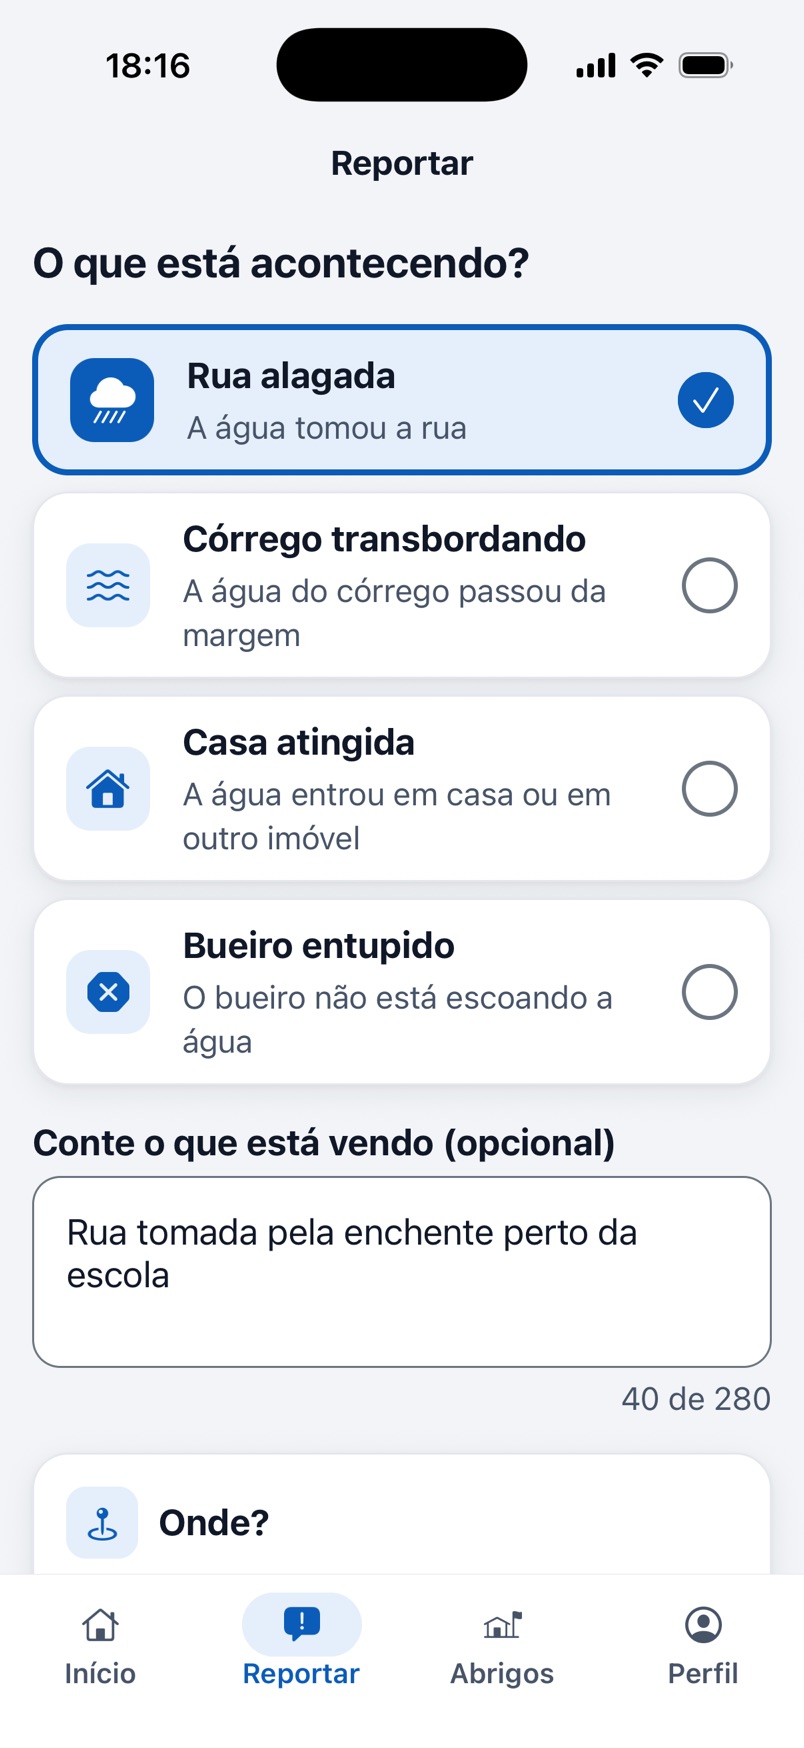 18:16
Reportar
O que está acontecendo?
Rua alagada
A água tomou a rua
Córrego transbordando
A água do córrego passou da
margem
Casa atingida
A água entrou em casa ou em
outro imóvel
Bueiro entupido
O bueiro não está escoando a
água
Conte o que está vendo (opcional)
Rua tomada pela enchente perto da
escola
40 de 280
Onde?
Início
Reportar
Abrigos
Perfil